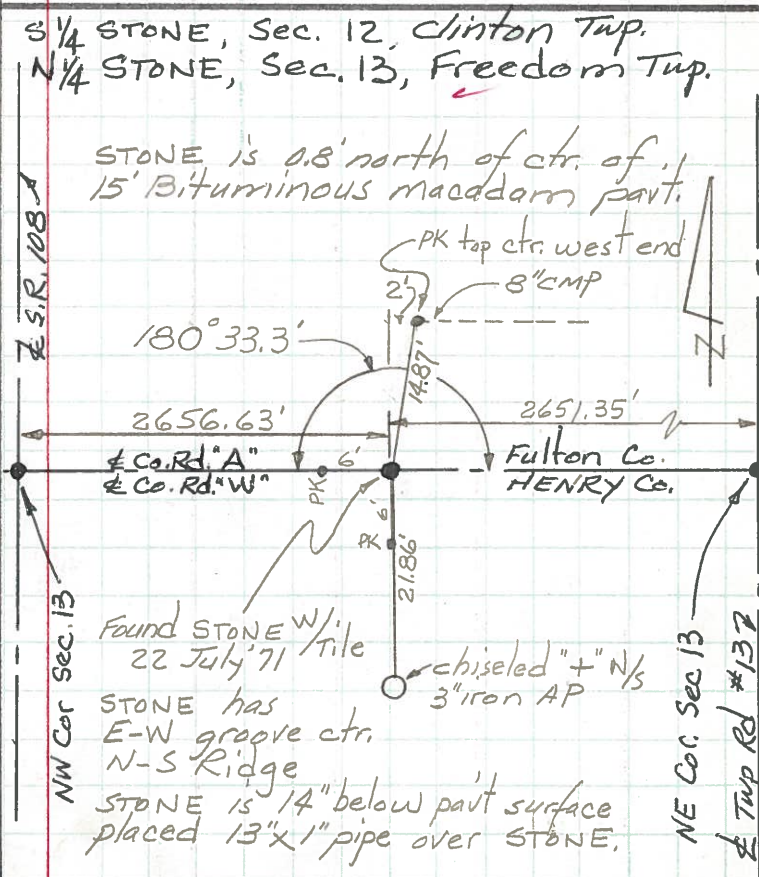 S 1/4 STONE, Sec. 12, Clinton Twp.
N 1/4 STONE, Sec. 13, Freedom Twp.
STONE is 0.8' north of ctr. of
15' Bituminous macadam pavt.
℄ S.R. 108
PK top ctr. west end
8" CMP
2'
N
180° 33.3'
14.87'
2656.63'
2651.35'
℄ Co. Rd. "A"
℄ Co. Rd. "W"
6'
PK
Fulton Co.
HENRY Co.
6'
PK
21.86'
NW Cor Sec. 13
Found STONE W/Tile
22 July '71
chiseled "+" N/s
3" iron AP
STONE has
E-W groove ctr.
N-S Ridge
STONE is 14" below pavt surface
placed 13" x 1" pipe over STONE.
NE Cor. Sec 13
℄ Twp Rd #137